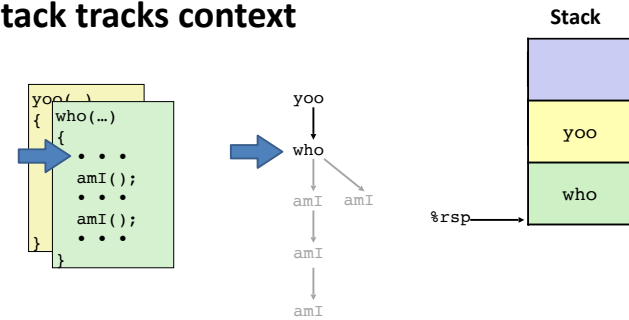 tack tracks context
Stack
yoo(…)
{
}
who(…)
{
• • •
amI();
• • •
amI();
• • •
}
yoo
who
amI amI
amI
amI
%rsp
yoo
who